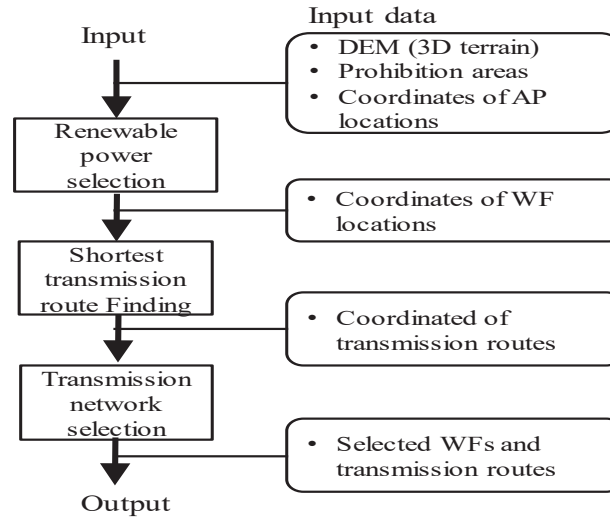 Input data
Input
• DEM (3D terrain)
• Prohibition areas
• Coordinates of AP
locations
Renewable
power
selection
• Coordinates of WF
locations
Shortest
transmission
route Finding
• Coordinated of
transmission routes
Transmission
network
selection
• Selected WFs and
transmission routes
Output